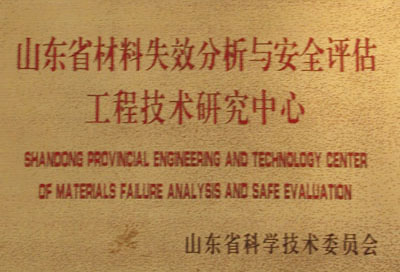 山东省材料失效分析与安全评估
工程技术研究中心
SHANDONG PROVINCIAL ENGINEERING AND TECHNOLOGY CENTER
OF MATERIALS FAILURE ANALYSIS AND SAFE EVALUATION
山东省科学技术委员会